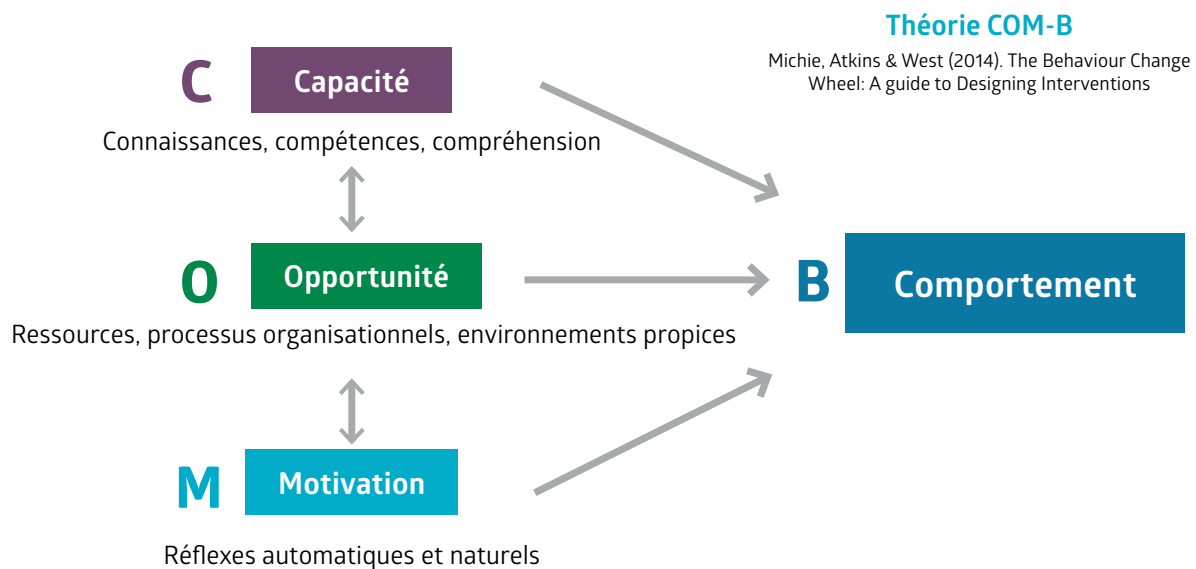 Théorie COM-B
Michie, Atkins & West (2014). The Behaviour Change
Wheel: A guide to Designing Interventions
C
Capacité
Connaissances, compétences, compréhension
O
Opportunité
Ressources, processus organisationnels, environnements propices
B
Comportement
M
Motivation
Réflexes automatiques et naturels